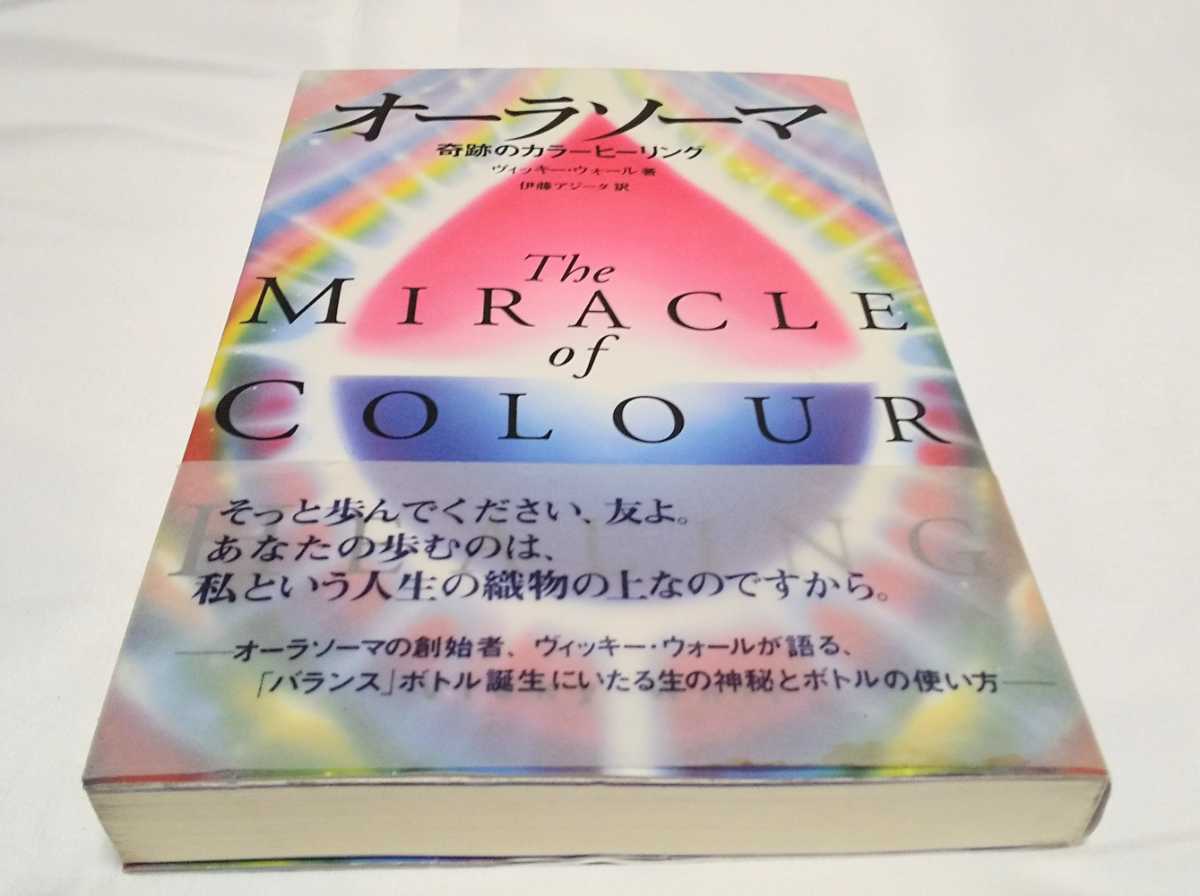 オーラソーマ
奇跡のカラーヒーリング
ヴィッキー・ウォール 著
伊藤アジータ 訳
The
MIRACLE
of
COLOUR
HEALING
そっと歩んでください、友よ。
あなたの歩むのは、
私という人生の織物の上なのですから。
──オーラソーマの創始者、ヴィッキー・ウォールが語る、
「バランス」ボトル誕生にいたる生の神秘とボトルの使い方──